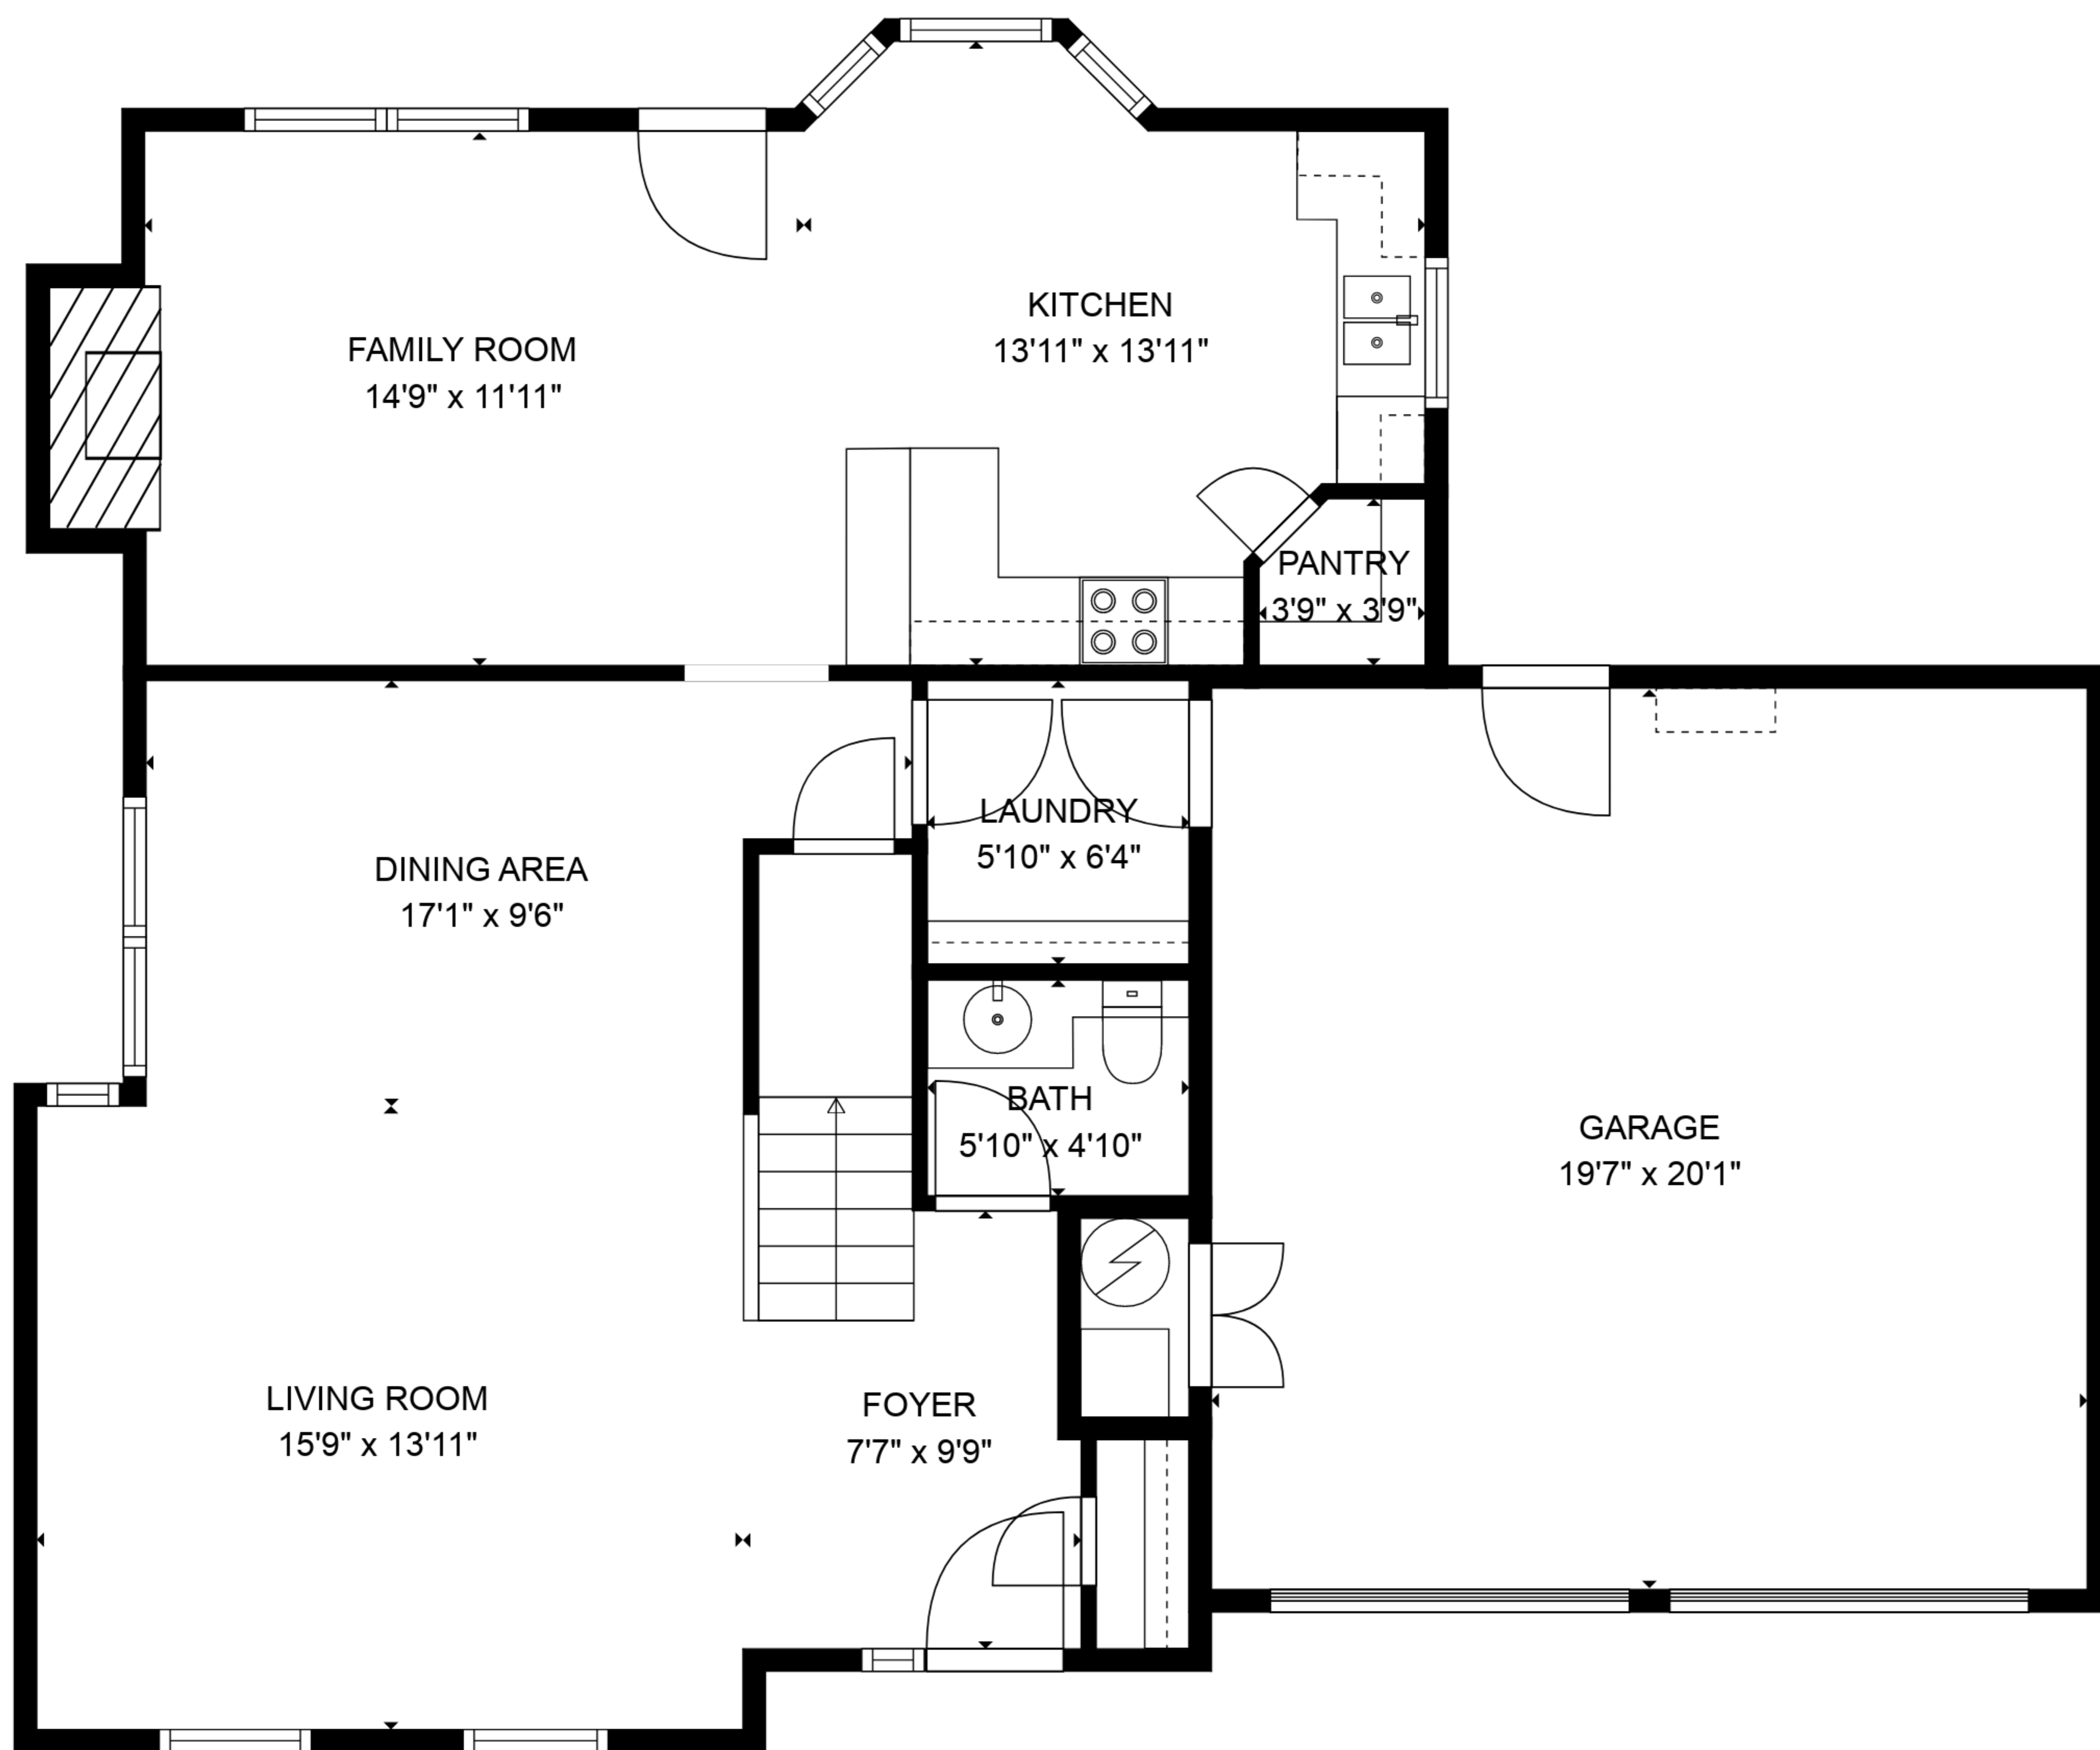 KITCHEN
13'11" x 13'11"
FAMILY ROOM
14'9" x 11'11"
PANTRY
3'9" x 3'9"
LAUNDRY
5'10" x 6'4"
DINING AREA
17'1" x 9'6"
BATH
5'10" x 4'10"
GARAGE
19'7" x 20'1"
LIVING ROOM
15'9" x 13'11"
FOYER
7'7" x 9'9"